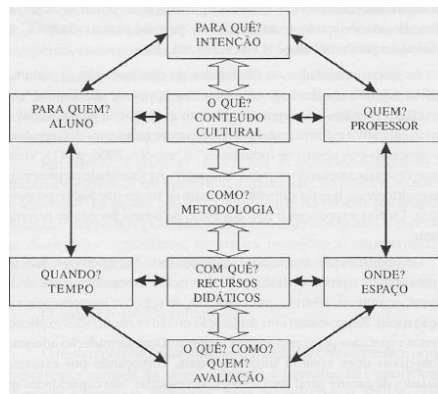 PARA QUÊ?
INTENÇÃO
PARA QUEM?
ALUNO
O QUÊ?
CONTEÚDO
CULTURAL
QUEM?
PROFESSOR
COMO?
METODOLOGIA
QUANDO?
TEMPO
COM QUÊ?
RECURSOS
DIDÁTICOS
ONDE?
ESPAÇO
O QUÊ? COMO?
QUEM?
AVALIAÇÃO